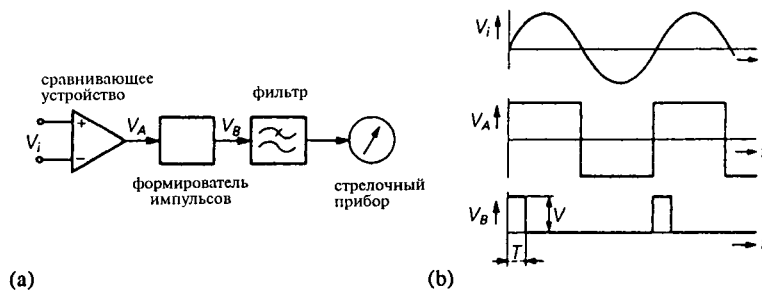 сравнивающее
устройство
V_i
+
−
V_A
V_B
фильтр
формирователь
импульсов
стрелочный
прибор
(a)
V_i
V_A
V_B
V
T
(b)